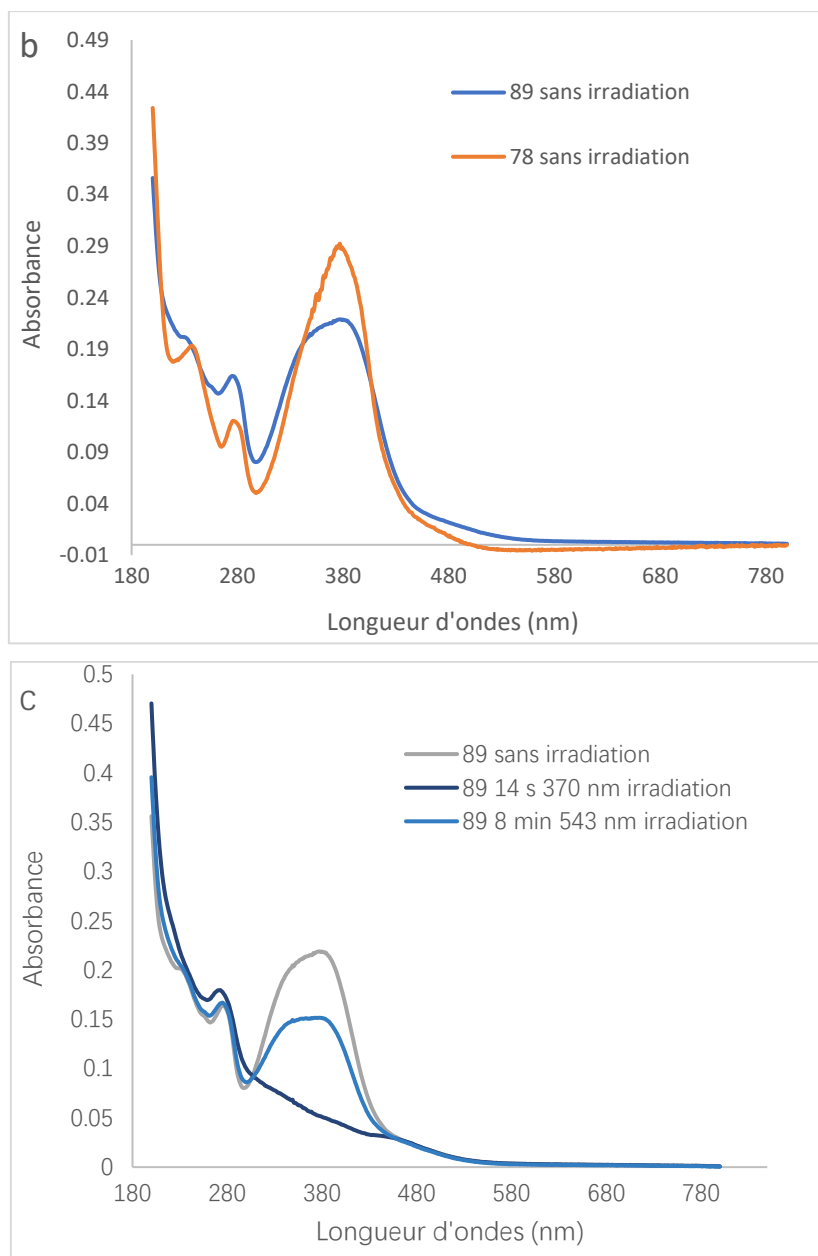 b
0.49
0.44
0.39
0.34
0.29
0.24
0.19
0.14
0.09
0.04
-0.01
Absorbance
89 sans irradiation
78 sans irradiation
180 280 380 480 580 680 780
Longueur d'ondes (nm)
C
0.5
0.45
0.4
0.35
0.3
0.25
0.2
0.15
0.1
0.05
0
Absorbance
89 sans irradiation
89 14 s 370 nm irradiation
89 8 min 543 nm irradiation
180 280 380 480 580 680 780
Longueur d'ondes (nm)